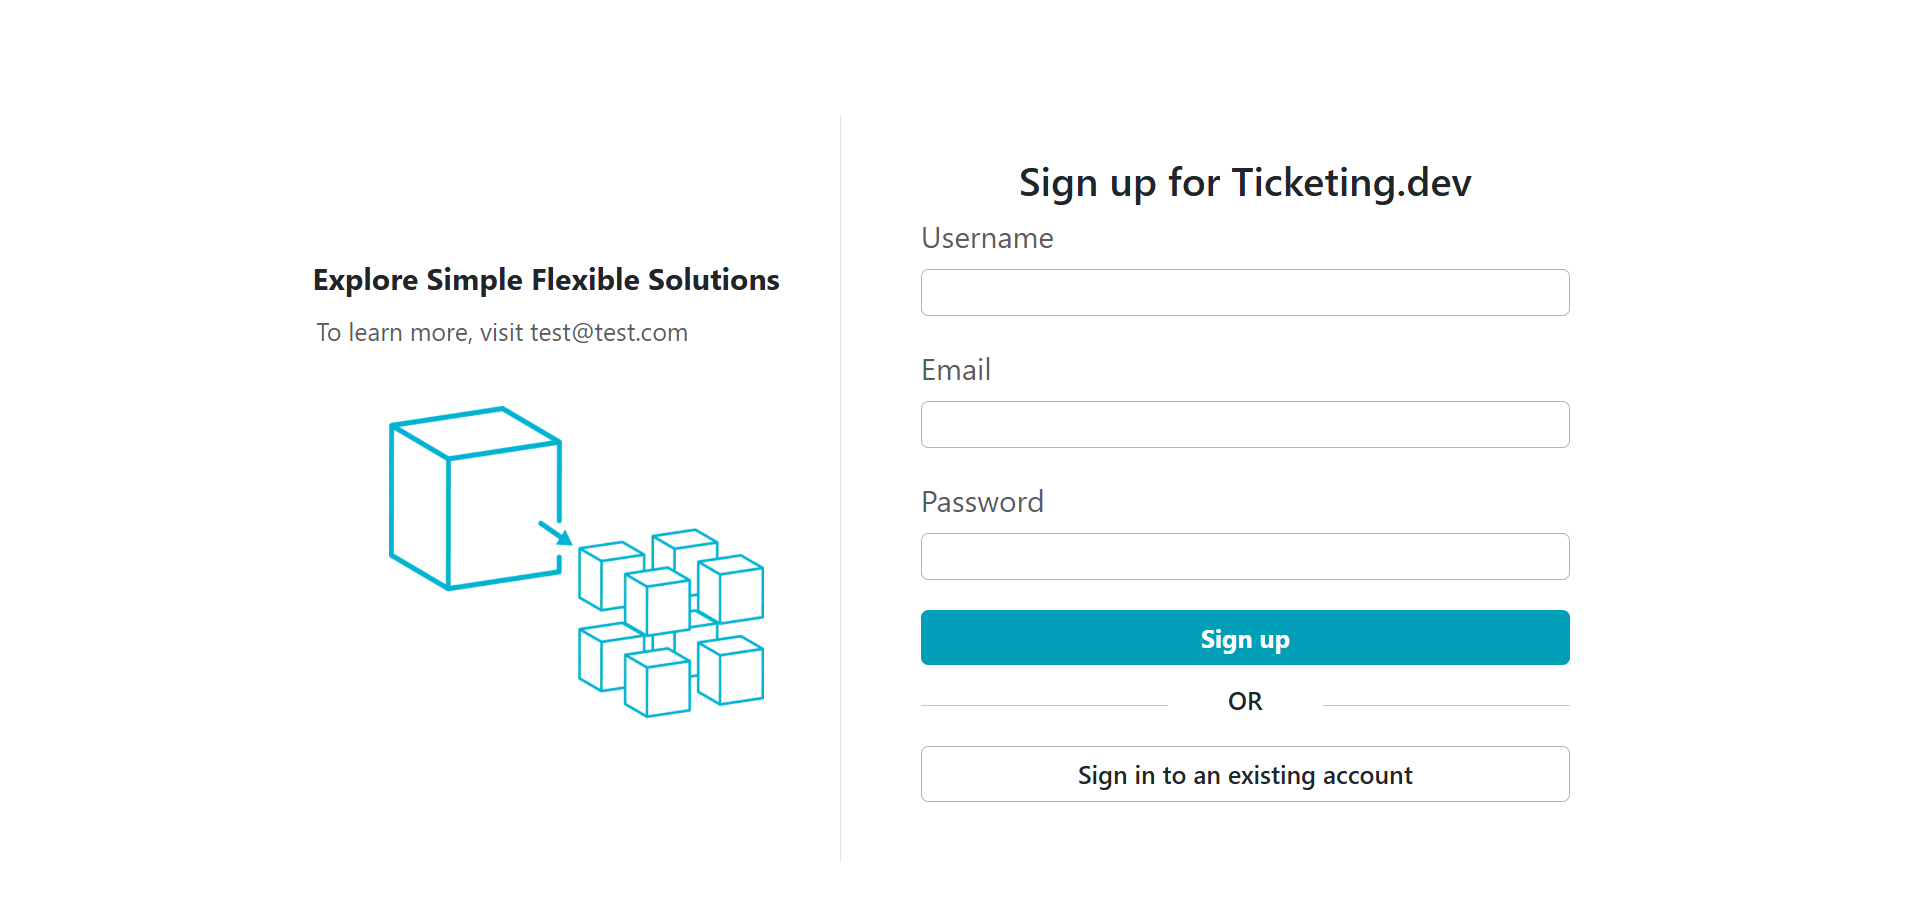 Explore Simple Flexible Solutions
To learn more, visit test@test.com
Sign up for Ticketing.dev
Username
Email
Password
Sign up
OR
Sign in to an existing account